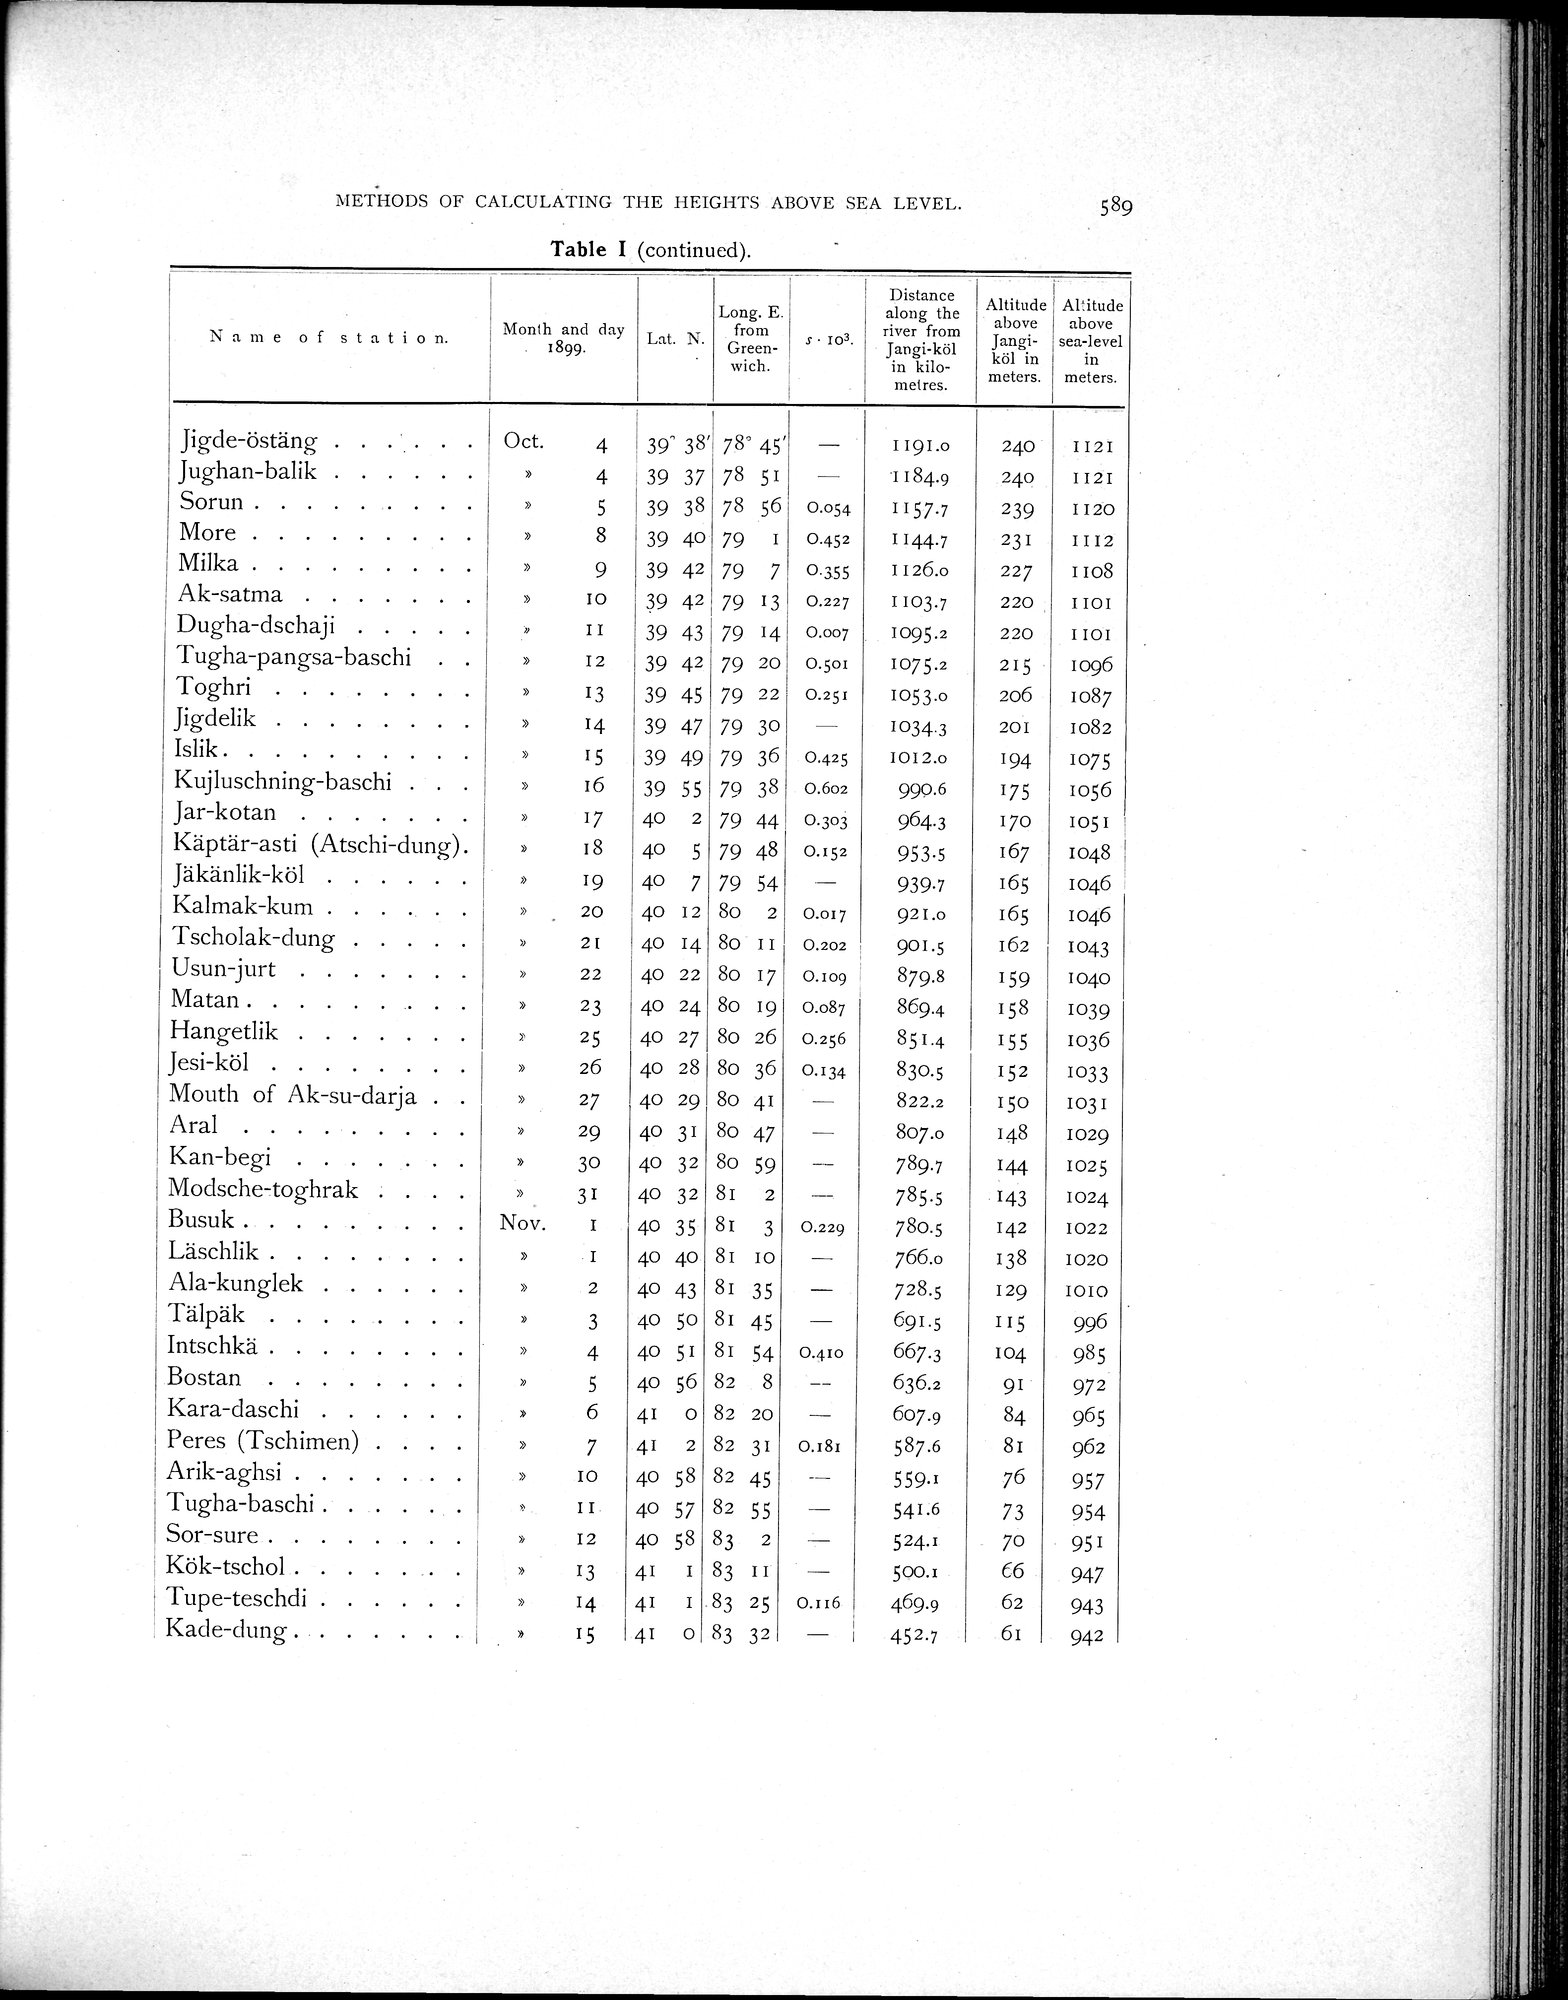 METHODS OF CALCULATING THE HEIGHTS ABOVE SEA LEVEL. 589
Table I (continued).
Name of station. | Month and day 1899. | Lat. N. | Long. E. from Greenwich. | s · 10³. | Distance along the river from Jangi-köl in kilometres. | Altitude above Jangi-köl in meters. | Altitude above sea-level in meters.
Jigde-östäng . . . . . . Oct. 4 39° 38′ 78° 45′ — 1191.0 240 1121
Jughan-balik . . . . . . » 4 39 37 78 51 — 1184.9 240 1121
Sorun . . . . . . . . . » 5 39 38 78 56 0.054 1157.7 239 1120
More . . . . . . . . . » 8 39 40 79 1 0.452 1144.7 231 1112
Milka . . . . . . . . . » 9 39 42 79 7 0.355 1126.0 227 1108
Ak-satma . . . . . . . » 10 39 42 79 13 0.227 1103.7 220 1101
Dugha-dschaji . . . . . » 11 39 43 79 14 0.007 1095.2 220 1101
Tugha-pangsa-baschi . . » 12 39 42 79 20 0.501 1075.2 215 1096
Toghri . . . . . . . . » 13 39 45 79 22 0.251 1053.0 206 1087
Jigdelik . . . . . . . . » 14 39 47 79 30 — 1034.3 201 1082
Islik . . . . . . . . . . » 15 39 49 79 36 0.425 1012.0 194 1075
Kujluschning-baschi . . . » 16 39 55 79 38 0.602 990.6 175 1056
Jar-kotan . . . . . . . » 17 40 2 79 44 0.303 964.3 170 1051
Käptär-asti (Atschi-dung) . » 18 40 5 79 48 0.152 953.5 167 1048
Jäkänlik-köl . . . . . . » 19 40 7 79 54 — 939.7 165 1046
Kalmak-kum . . . . . . » 20 40 12 80 2 0.017 921.0 165 1046
Tscholak-dung . . . . . » 21 40 14 80 11 0.202 901.5 162 1043
Usun-jurt . . . . . . . » 22 40 22 80 17 0.109 879.8 159 1040
Matan . . . . . . . . . » 23 40 24 80 19 0.087 869.4 158 1039
Hangetlik . . . . . . . » 25 40 27 80 26 0.256 851.4 155 1036
Jesi-köl . . . . . . . . » 26 40 28 80 36 0.134 830.5 152 1033
Mouth of Ak-su-darja . . » 27 40 29 80 41 — 822.2 150 1031
Aral . . . . . . . . . » 29 40 31 80 47 — 807.0 148 1029
Kan-begi . . . . . . . » 30 40 32 80 59 — 789.7 144 1025
Modsche-toghrak . . . . » 31 40 32 81 2 — 785.5 143 1024
Busuk . . . . . . . . . Nov. 1 40 35 81 3 0.229 780.5 142 1022
Läschlik . . . . . . . . » 1 40 40 81 10 — 766.0 138 1020
Ala-kunglek . . . . . . » 2 40 43 81 35 — 728.5 129 1010
Tälpäk . . . . . . . . » 3 40 50 81 45 — 691.5 115 996
Intschkä . . . . . . . . » 4 40 51 81 54 0.410 667.3 104 985
Bostan . . . . . . . . » 5 40 56 82 8 — 636.2 91 972
Kara-daschi . . . . . . » 6 41 0 82 20 — 607.9 84 965
Peres (Tschimen) . . . . » 7 41 2 82 31 0.181 587.6 81 962
Arik-aghsi . . . . . . . » 10 40 58 82 45 — 559.1 76 957
Tugha-baschi . . . . . . » 11 40 57 82 55 — 541.6 73 954
Sor-sure . . . . . . . . » 12 40 58 83 2 — 524.1 70 951
Kök-tschol . . . . . . . » 13 41 1 83 11 — 500.1 66 947
Tupe-teschdi . . . . . . » 14 41 1 83 25 0.116 469.9 62 943
Kade-dung . . . . . . . » 15 41 0 83 32 — 452.7 61 942